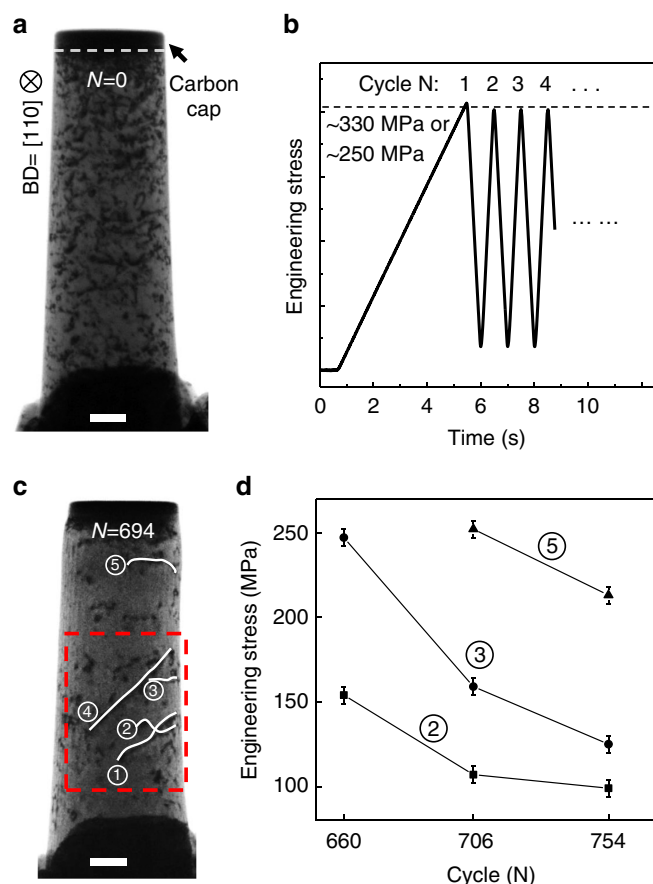 a
N=0
Carbon
cap
BD= [110] ⊗
b
Cycle N: 1 2 3 4 . . .
~330 MPa or
~250 MPa
... ...
Engineering stress
0 2 4 6 8 10
Time (s)
c
N=694
⑤
③
④
②
①
d
Engineering stress (MPa)
250
200
150
100
⑤
③
②
660 706 754
Cycle (N)